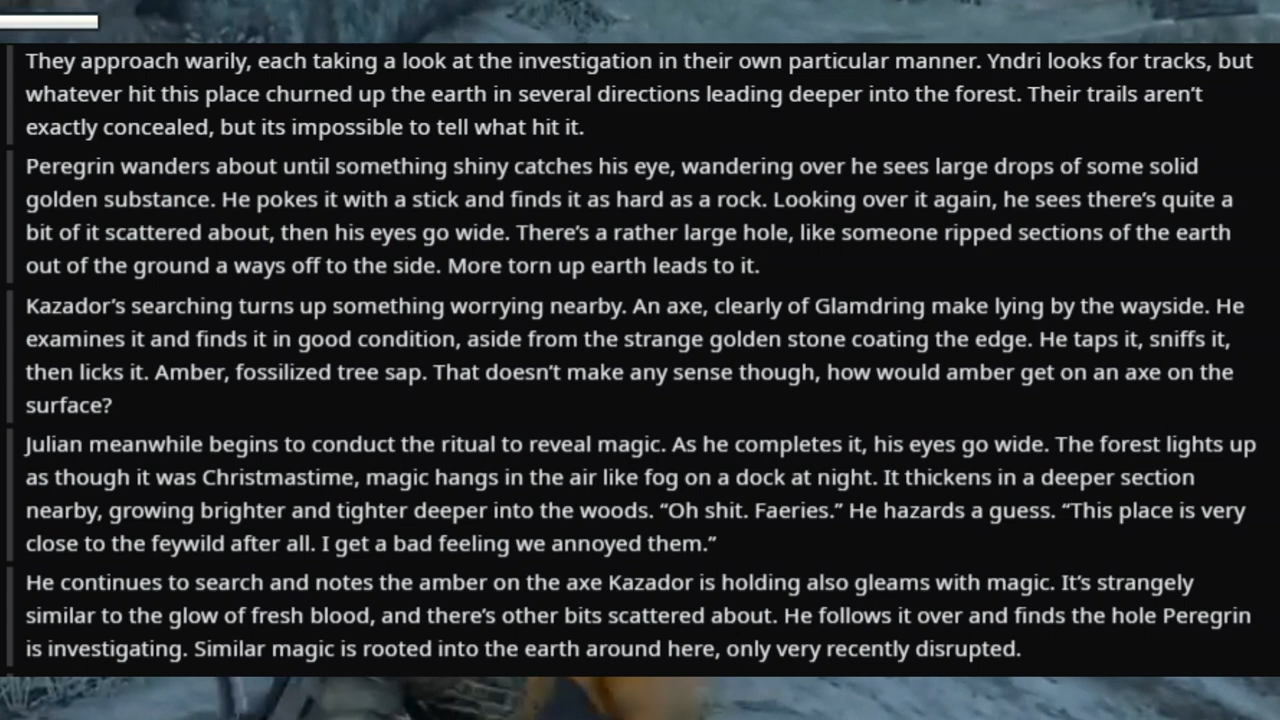 They approach warily, each taking a look at the investigation in their own particular manner. Yndri looks for tracks, but
whatever hit this place churned up the earth in several directions leading deeper into the forest. Their trails aren’t
exactly concealed, but its impossible to tell what hit it.
Peregrin wanders about until something shiny catches his eye, wandering over he sees large drops of some solid
golden substance. He pokes it with a stick and finds it as hard as a rock. Looking over it again, he sees there’s quite a
bit of it scattered about, then his eyes go wide. There’s a rather large hole, like someone ripped sections of the earth
out of the ground a ways off to the side. More torn up earth leads to it.
Kazador’s searching turns up something worrying nearby. An axe, clearly of Glamdring make lying by the wayside. He
examines it and finds it in good condition, aside from the strange golden stone coating the edge. He taps it, sniffs it,
then licks it. Amber, fossilized tree sap. That doesn’t make any sense though, how would amber get on an axe on the
surface?
Julian meanwhile begins to conduct the ritual to reveal magic. As he completes it, his eyes go wide. The forest lights up
as though it was Christmastime, magic hangs in the air like fog on a dock at night. It thickens in a deeper section
nearby, growing brighter and tighter deeper into the woods. “Oh shit. Faeries.” He hazards a guess. “This place is very
close to the feywild after all. I get a bad feeling we annoyed them.”
He continues to search and notes the amber on the axe Kazador is holding also gleams with magic. It’s strangely
similar to the glow of fresh blood, and there’s other bits scattered about. He follows it over and finds the hole Peregrin
is investigating. Similar magic is rooted into the earth around here, only very recently disrupted.